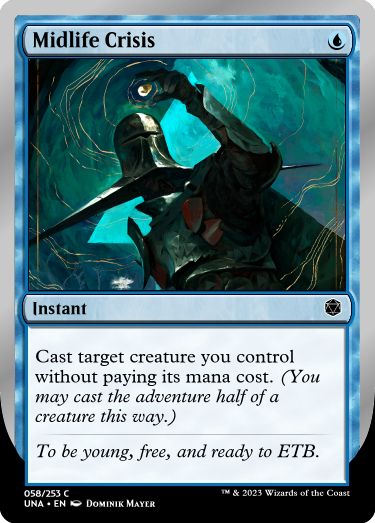 Midlife Crisis
Instant
Cast target creature you control
without paying its mana cost. (You
may cast the adventure half of a
creature this way.)
To be young, free, and ready to ETB.
058/253 C
UNA • EN DOMINIK MAYER
™ & 2023 Wizards of the Coast